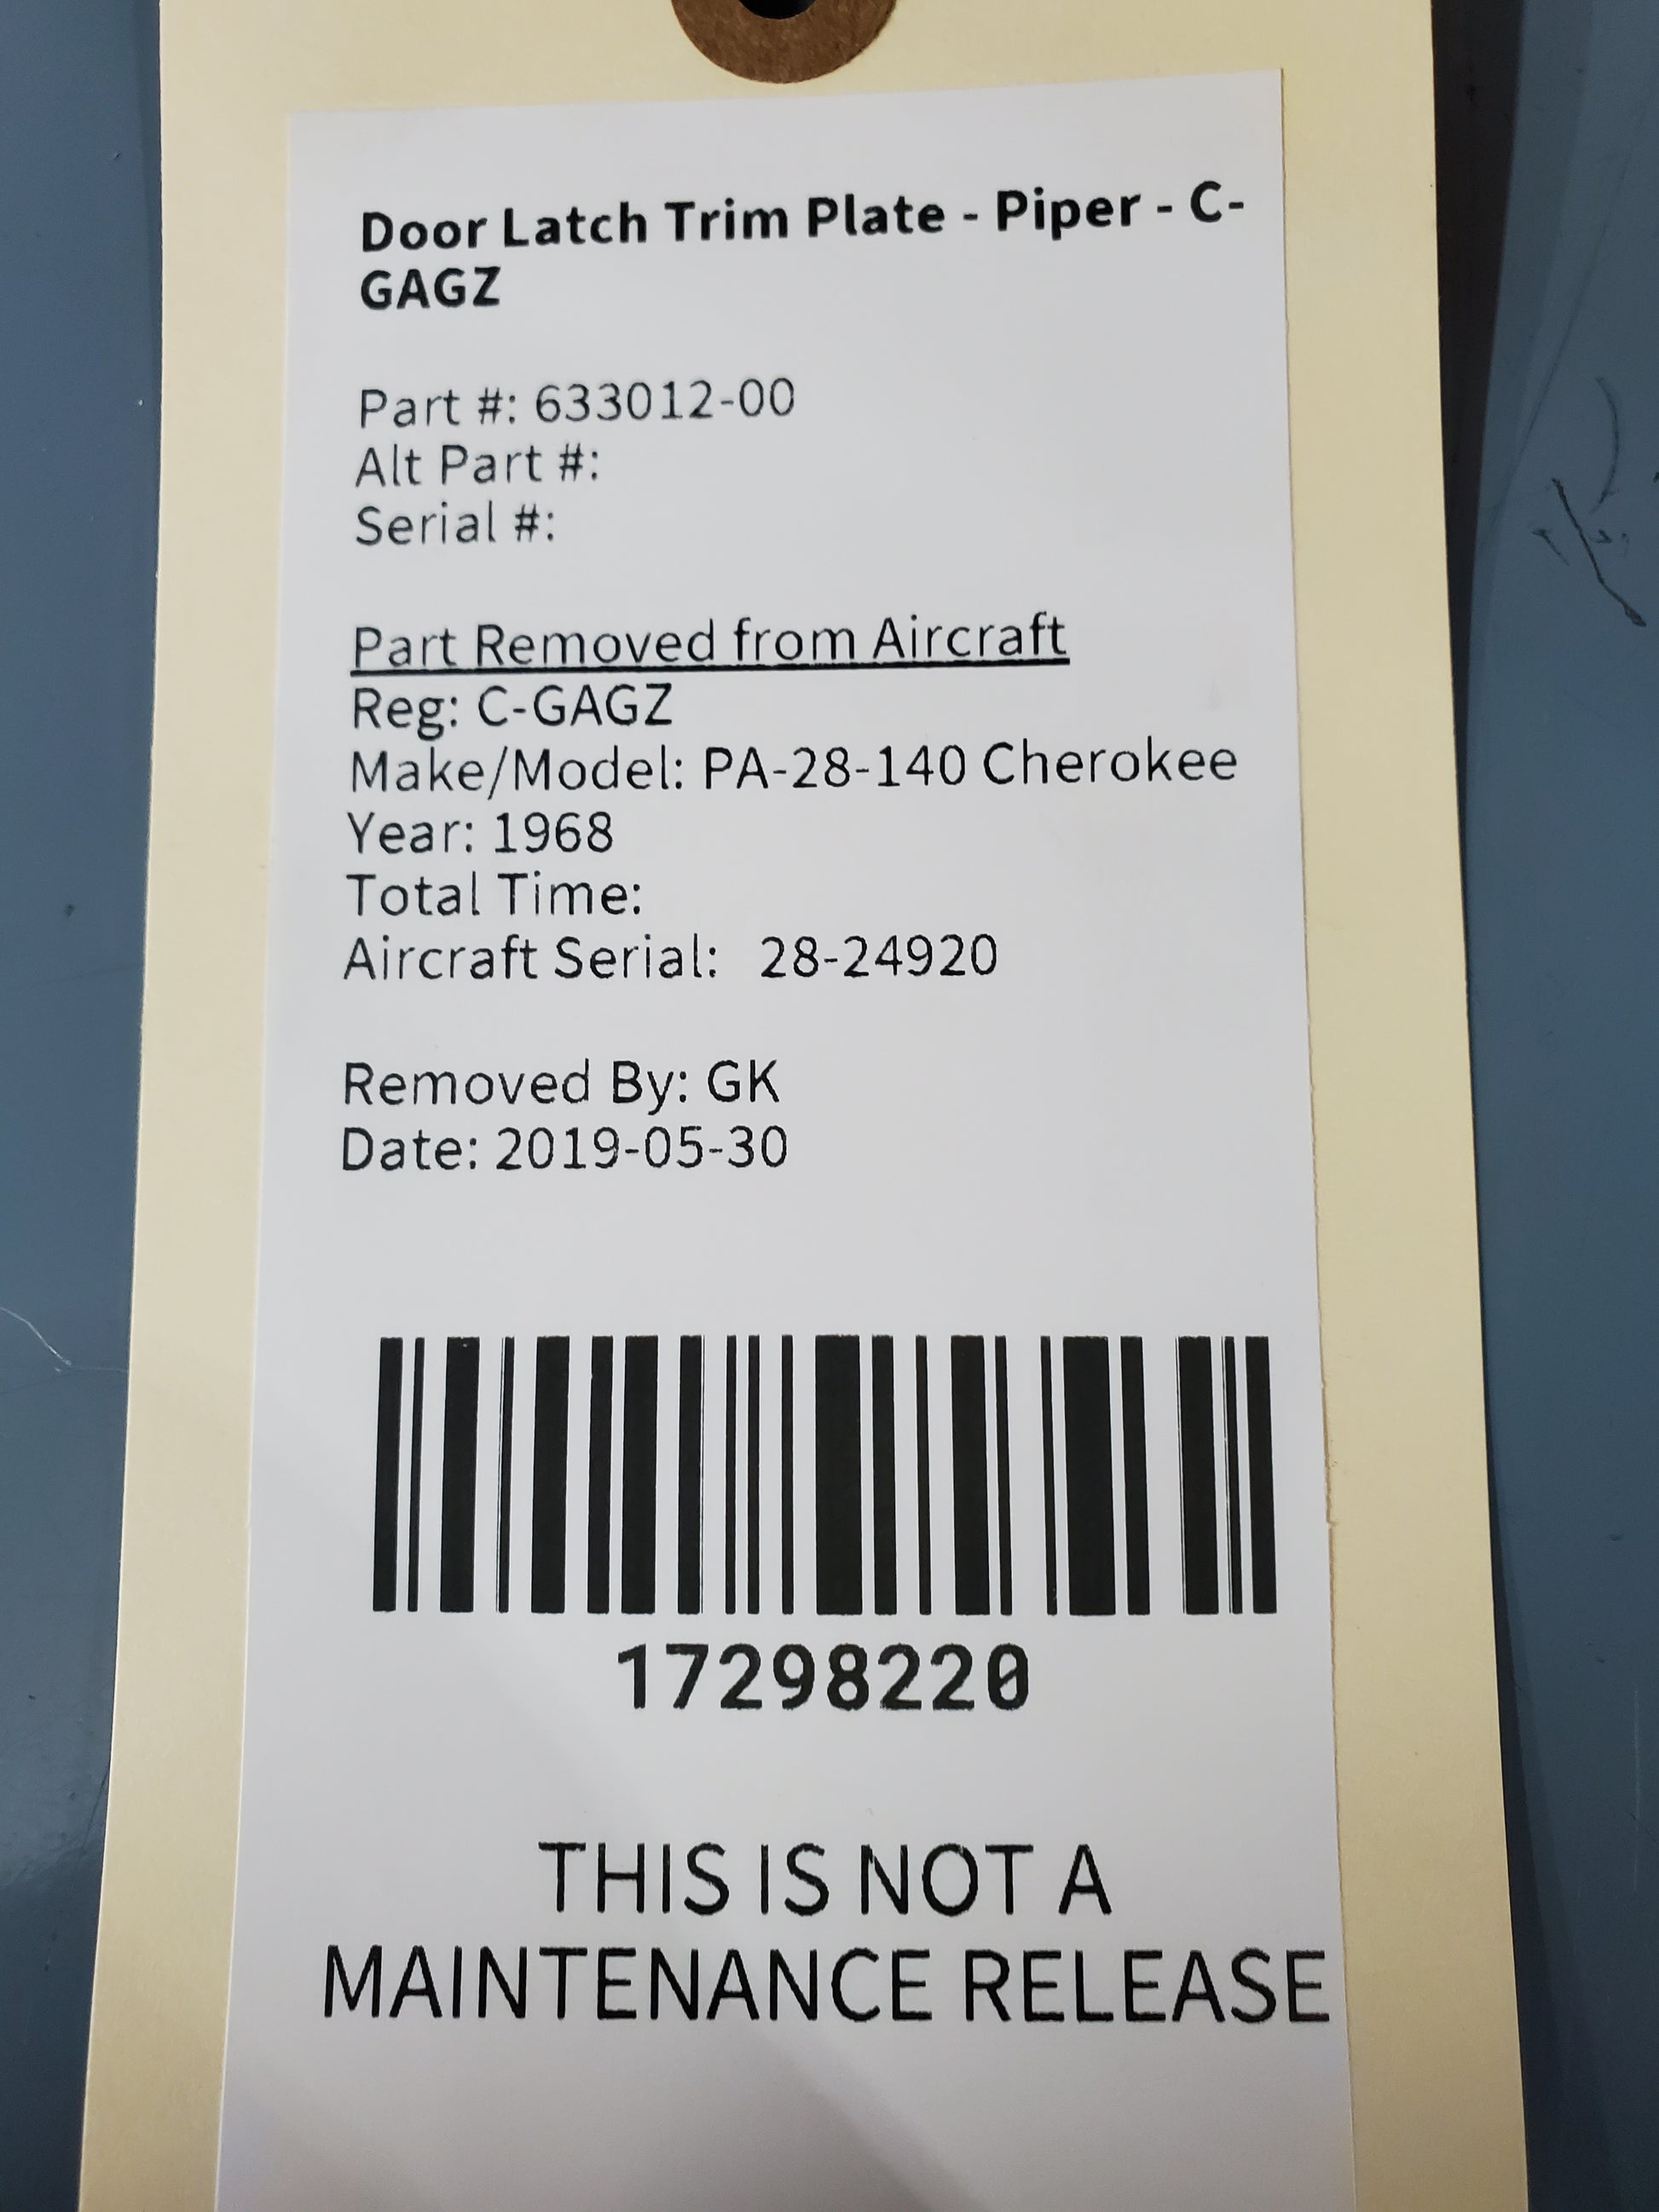 Door Latch Trim Plate - Piper - C-
GAGZ
Part #: 633012-00
Alt Part #:
Serial #:
Part Removed from Aircraft
Reg: C-GAGZ
Make/Model: PA-28-140 Cherokee
Year: 1968
Total Time:
Aircraft Serial: 28-24920
Removed By: GK
Date: 2019-05-30
17298220
THIS IS NOT A
MAINTENANCE RELEASE